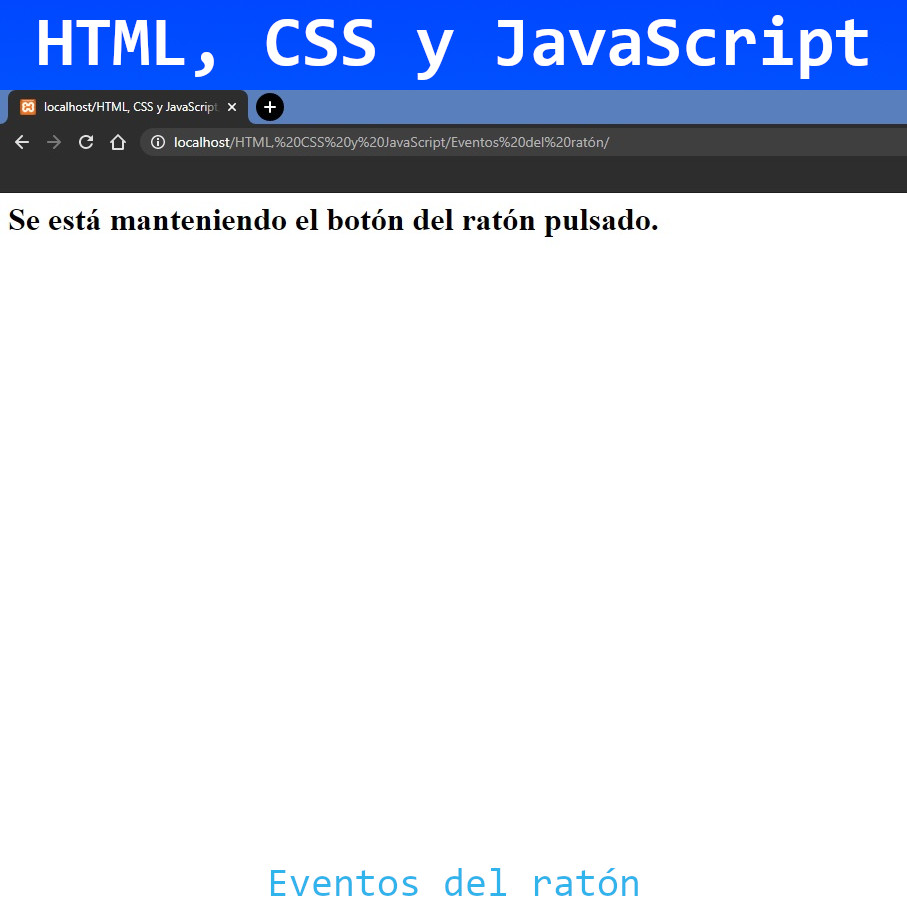 HTML, CSS y JavaScript
localhost/HTML, CSS y JavaScript
localhost/HTML,%20CSS%20y%20JavaScript/Eventos%20del%20ratón/
Se está manteniendo el botón del ratón pulsado.
Eventos del ratón